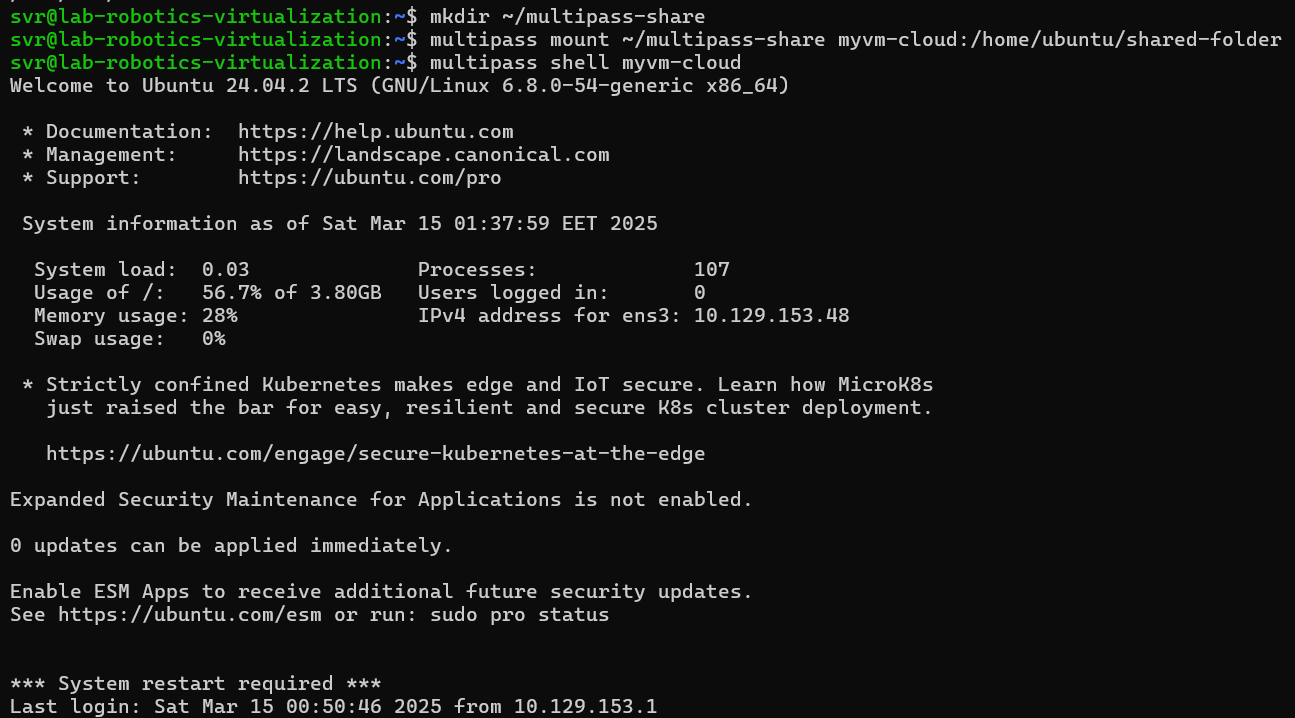 svr@lab-robotics-virtualization:~$ mkdir ~/multipass-share
svr@lab-robotics-virtualization:~$ multipass mount ~/multipass-share myvm-cloud:/home/ubuntu/shared-folder
svr@lab-robotics-virtualization:~$ multipass shell myvm-cloud
Welcome to Ubuntu 24.04.2 LTS (GNU/Linux 6.8.0-54-generic x86_64)

 * Documentation:  https://help.ubuntu.com
 * Management:     https://landscape.canonical.com
 * Support:        https://ubuntu.com/pro

 System information as of Sat Mar 15 01:37:59 EET 2025

  System load:  0.03              Processes:             107
  Usage of /:   56.7% of 3.80GB   Users logged in:       0
  Memory usage: 28%               IPv4 address for ens3: 10.129.153.48
  Swap usage:   0%

 * Strictly confined Kubernetes makes edge and IoT secure. Learn how MicroK8s
   just raised the bar for easy, resilient and secure K8s cluster deployment.

   https://ubuntu.com/engage/secure-kubernetes-at-the-edge

Expanded Security Maintenance for Applications is not enabled.

0 updates can be applied immediately.

Enable ESM Apps to receive additional future security updates.
See https://ubuntu.com/esm or run: sudo pro status


*** System restart required ***
Last login: Sat Mar 15 00:50:46 2025 from 10.129.153.1